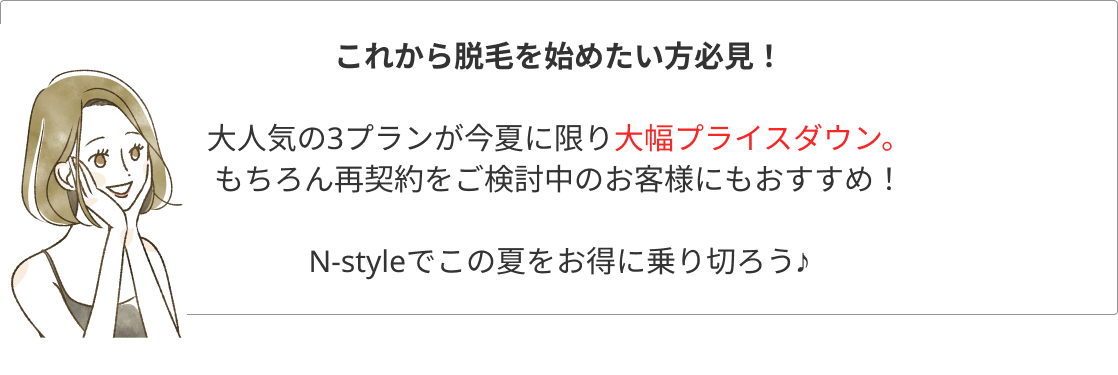 これから脱毛を始めたい方必見！
大人気の3プランが今夏に限り大幅プライスダウン。
もちろん再契約をご検討中のお客様にもおすすめ！
N-styleでこの夏をお得に乗り切ろう♪